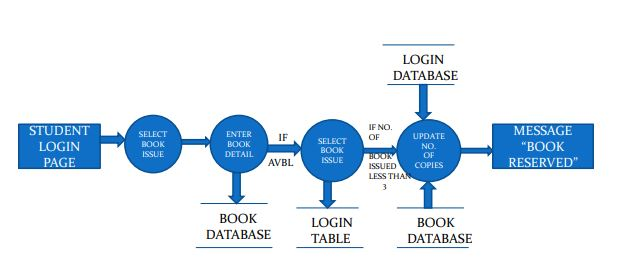 LOGIN
DATABASE
STUDENT
LOGIN
PAGE
SELECT
BOOK
ISSUE
ENTER
BOOK
DETAIL
IF
AVBL
SELECT
BOOK
ISSUE
IF NO.
OF
BOOK
ISSUED
LESS THAN
3
UPDATE
NO.
OF
COPIES
MESSAGE
“BOOK
RESERVED”
BOOK
DATABASE
LOGIN
TABLE
BOOK
DATABASE